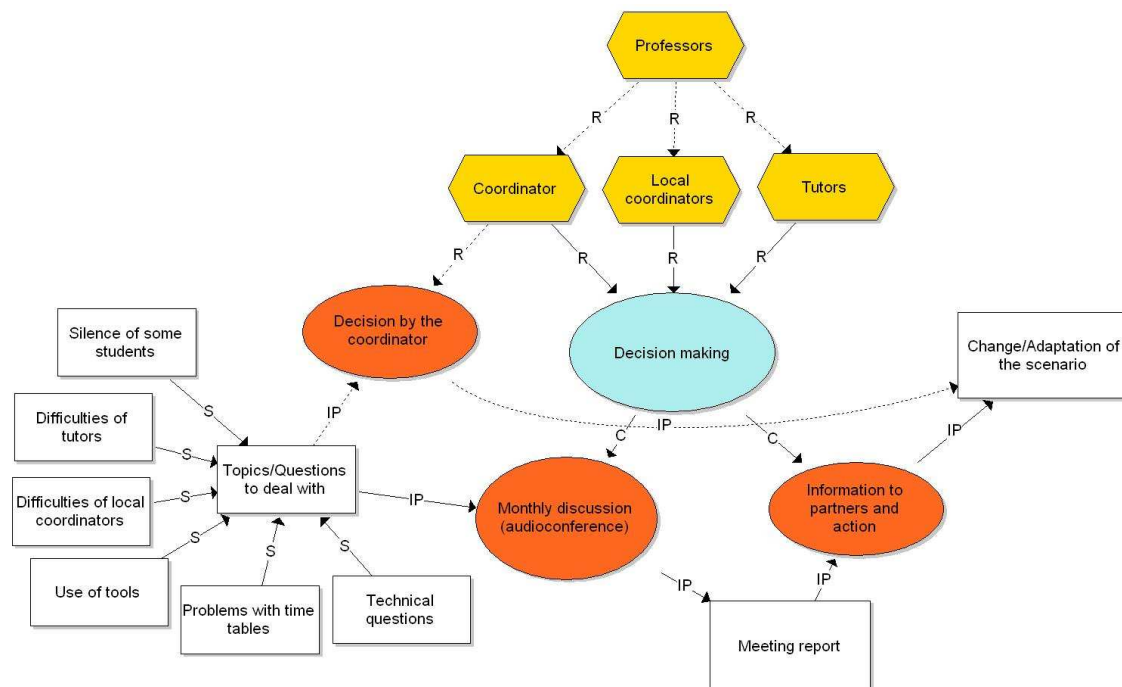 Professors
R
R
R
Coordinator
Local
coordinators
Tutors
R
R
R
R
Decision by the
coordinator
Decision making
Change/Adaptation of
the scenario
Silence of some
students
S
IP
IP
C
C
IP
Difficulties of
tutors
S
Topics/Questions
to deal with
Difficulties of local
coordinators
S
IP
Monthly discussion
(audioconference)
Information to
partners and
action
S
S
S
Use of tools
Problems with time
tables
Technical
questions
IP
IP
Meeting report